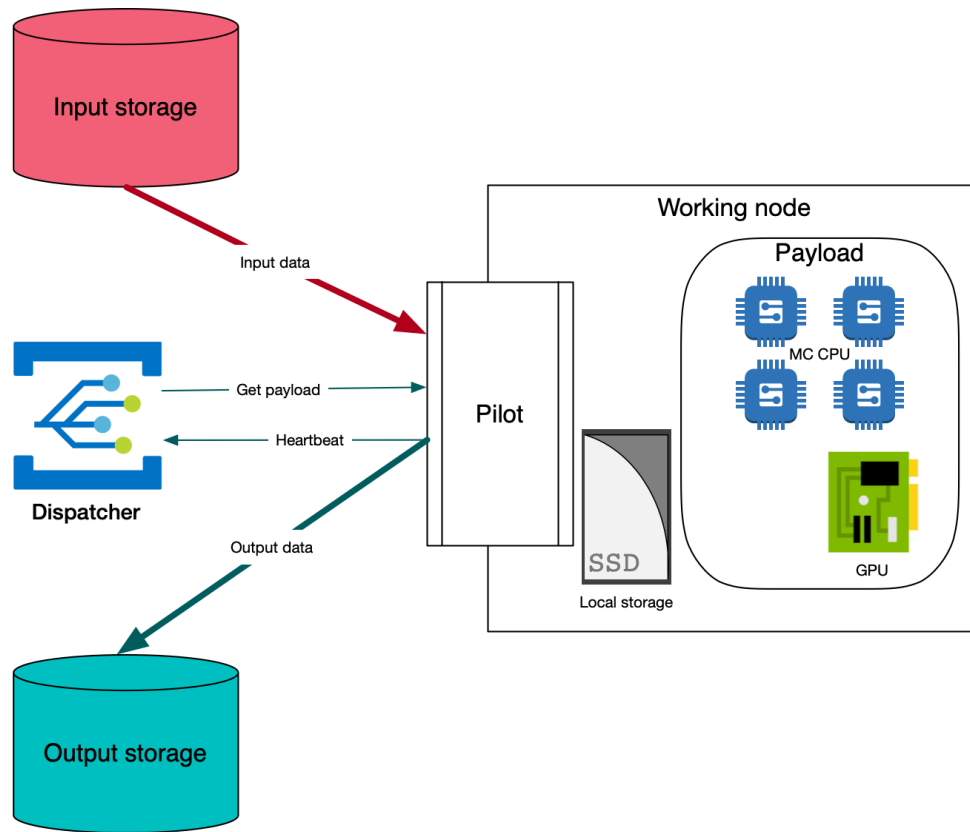 Input storage
Working node
Payload
Input data
MC CPU
Get payload
Pilot
Heartbeat
Dispatcher
Output data
SSD
GPU
Local storage
Output storage